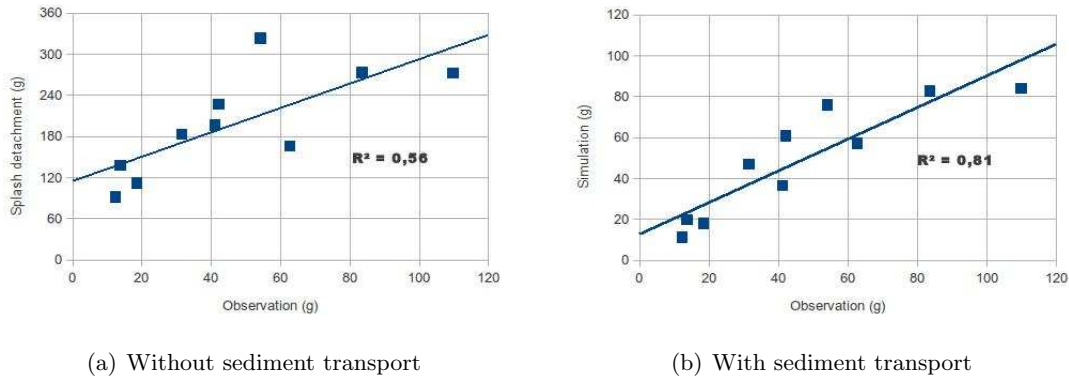 360
300
240
180
120
60
0
Splash detachment (g)
R² = 0,56
0 20 40 60 80 100 120
Observation (g)
(a) Without sediment transport
120
100
80
60
40
20
0
Simulation (g)
R² = 0,81
0 20 40 60 80 100 120
Observation (g)
(b) With sediment transport